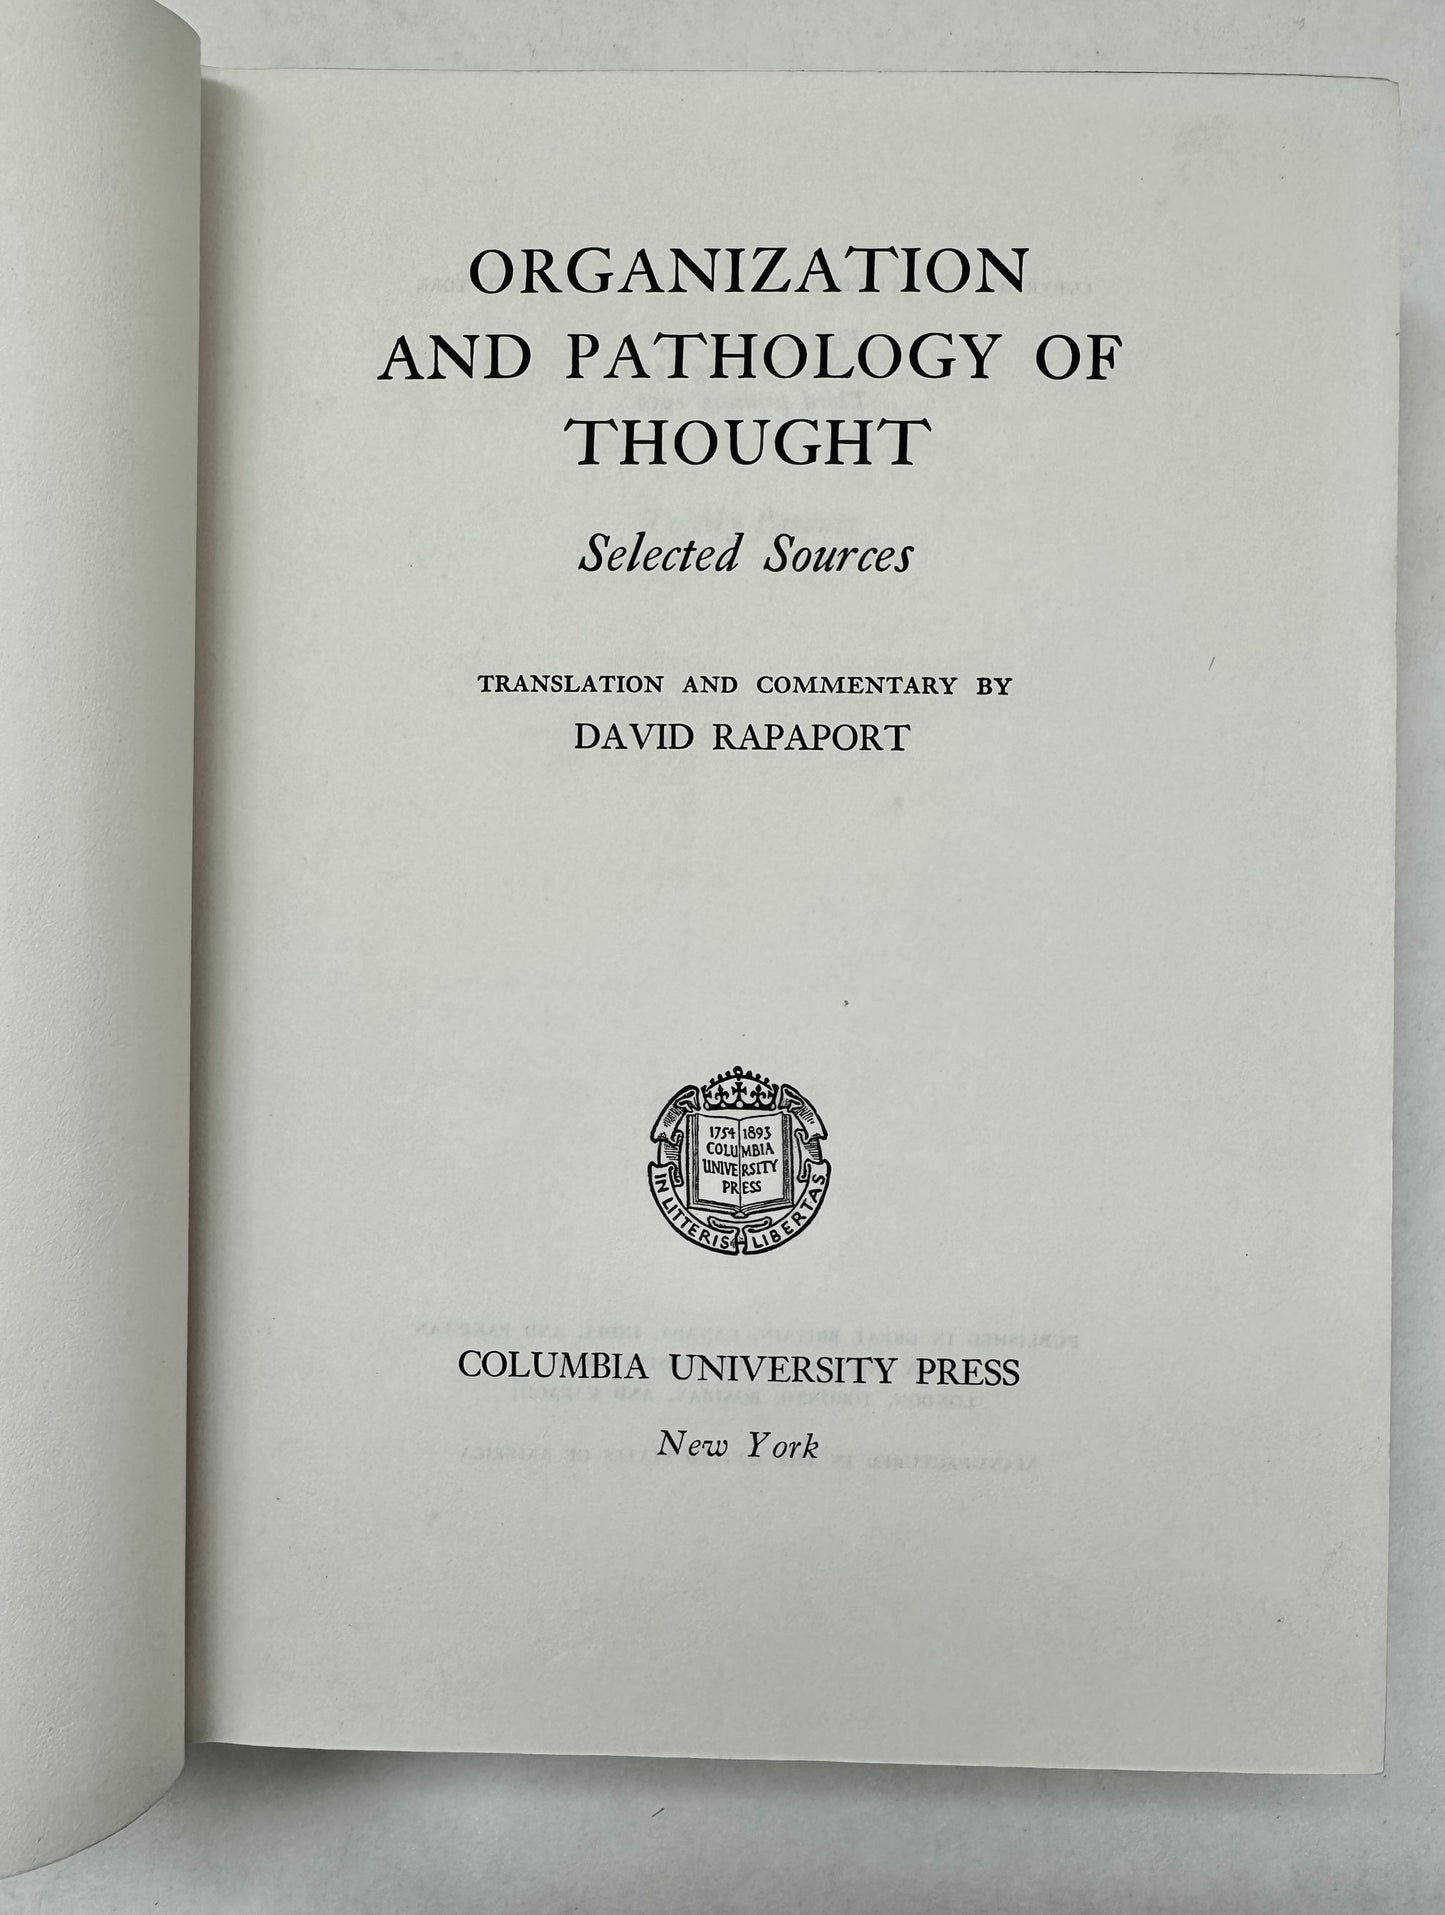 ORGANIZATION
AND PATHOLOGY OF
THOUGHT
Selected Sources
TRANSLATION AND COMMENTARY BY
DAVID RAPAPORT
1754 1893
COLUMBIA
UNIVERSITY
PRESS
IN LITTERIS LIBERTAS
COLUMBIA UNIVERSITY PRESS
New York